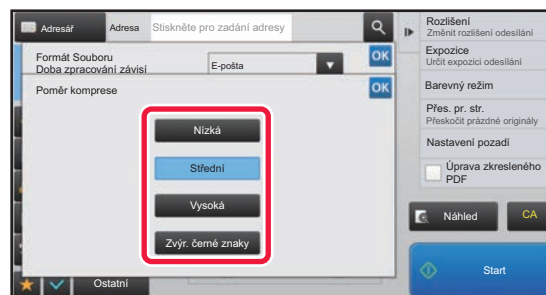 Adresář
Adresa
Stiskněte pro zadání adresy
Formát Souboru
Doba zpracování závisí
E-pošta
OK
Poměr komprese
OK
Nízká
Střední
Vysoká
Zvýr. černé znaky
Ostatní
Rozlišení
Změnit rozlišení odesílání
Expozice
Určit expozici odesílání
Barevný režim
Přes. pr. str.
Přeskočit prázdné originály
Nastavení pozadí
Úprava zkresleného
PDF
Náhled
CA
Start